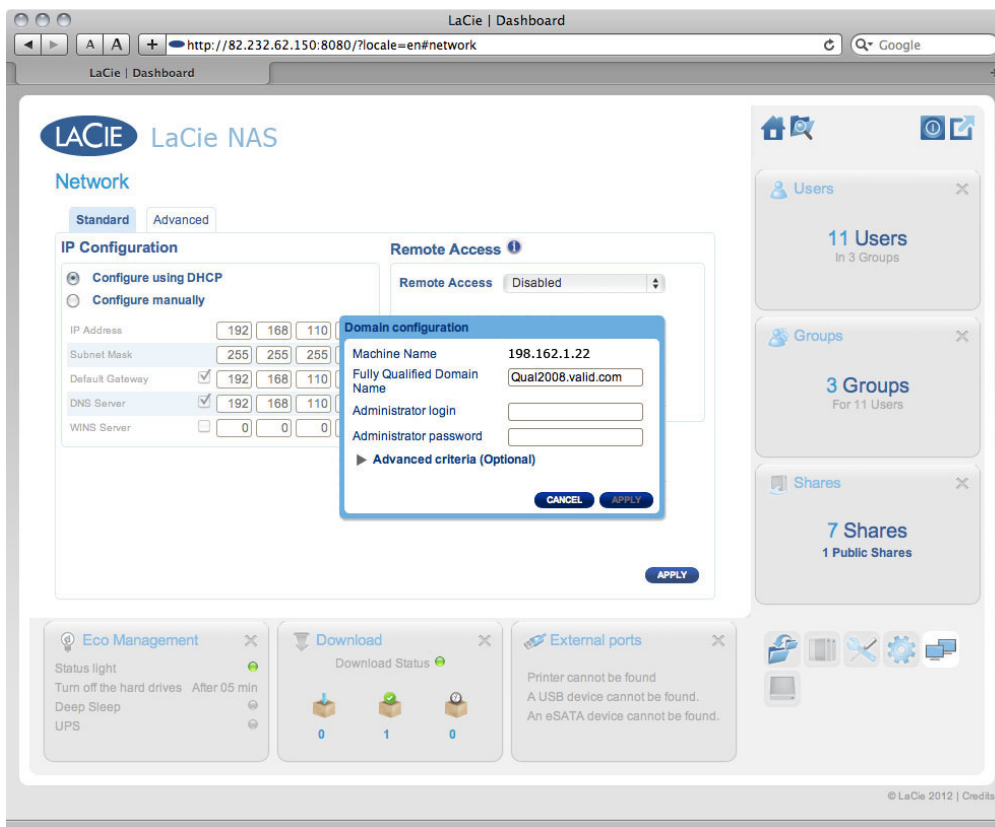 LaCie | Dashboard
A A + http://82.232.62.150:8080/?locale=en#network Google
LaCie | Dashboard
LACIE LaCie NAS
Network
Standard Advanced
IP Configuration
Configure using DHCP
Configure manually
IP Address 192 168 110
Subnet Mask 255 255 255
Default Gateway 192 168 110
DNS Server 192 168 110
WINS Server 0 0 0
Remote Access
Remote Access Disabled
Domain configuration
Machine Name 198.162.1.22
Fully Qualified Domain
Name
Qual2008.valid.com
Administrator login
Administrator password
Advanced criteria (Optional)
CANCEL APPLY
APPLY
Users
11 Users
In 3 Groups
Groups
3 Groups
For 11 Users
Shares
7 Shares
1 Public Shares
Eco Management
Status light
Turn off the hard drives After 05 min
Deep Sleep
UPS
Download
Download Status
0 1 0
External ports
Printer cannot be found
A USB device cannot be found.
An eSATA device cannot be found.
© LaCie 2012 | Credits